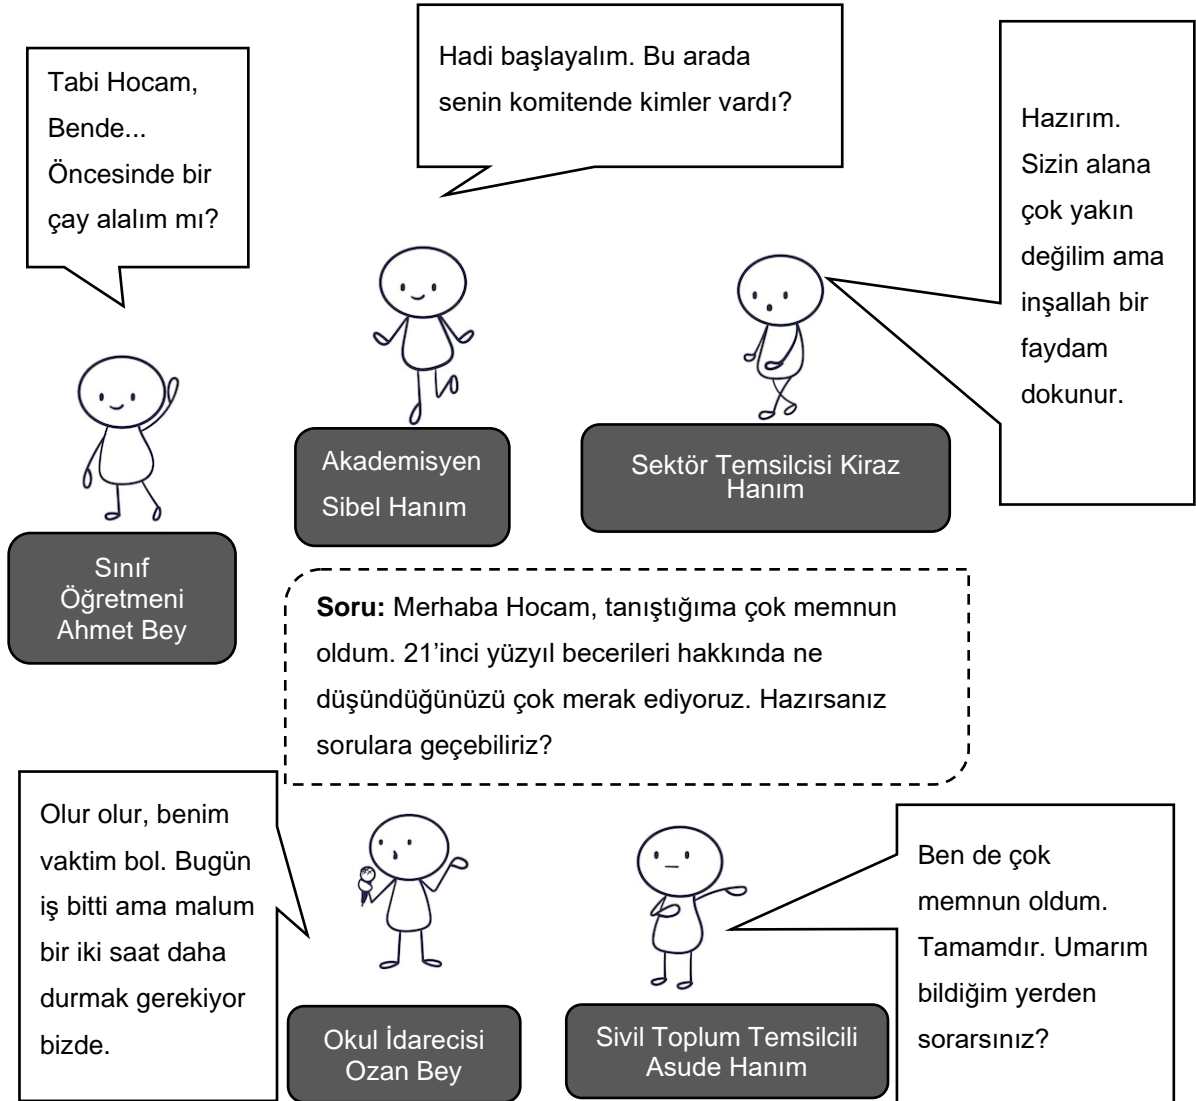 Tabi Hocam,
Bende...
Öncesinde bir
çay alalım mı?
Hadi başlayalım. Bu arada
senin komitende kimler vardı?
Hazırım.
Sizin alana
çok yakın
değilim ama
inşallah bir
faydam
dokunur.
Sınıf
Öğretmeni
Ahmet Bey
Akademisyen
Sibel Hanım
Sektör Temsilcisi Kiraz
Hanım
Soru: Merhaba Hocam, tanıştığıma çok memnun
oldum. 21’inci yüzyıl becerileri hakkında ne
düşündüğünüzü çok merak ediyoruz. Hazırsanız
sorulara geçebiliriz?
Olur olur, benim
vaktim bol. Bugün
iş bitti ama malum
bir iki saat daha
durmak gerekiyor
bizde.
Okul İdarecisi
Ozan Bey
Sivil Toplum Temsilcili
Asude Hanım
Ben de çok
memnun oldum.
Tamamdır. Umarım
bildiğim yerden
sorarsınız?